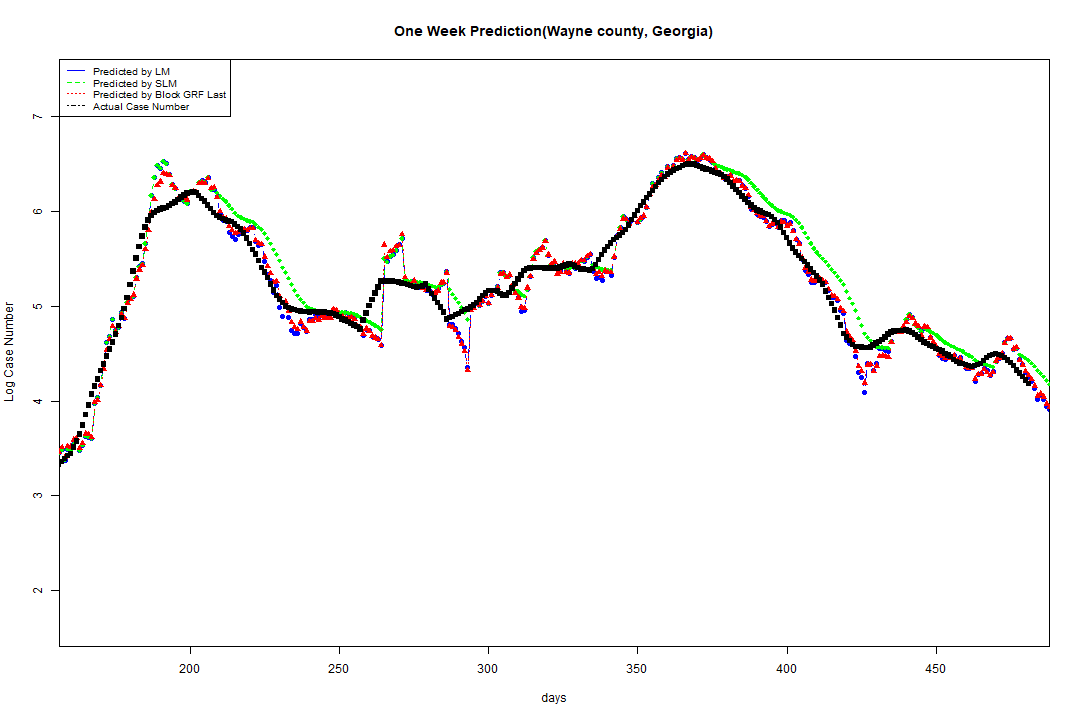 One Week Prediction(Wayne county, Georgia)
Predicted by LM
Predicted by SLM
Predicted by Block GRF Last
Actual Case Number
Log Case Number
7
6
5
4
3
2
200 250 300 350 400 450
days